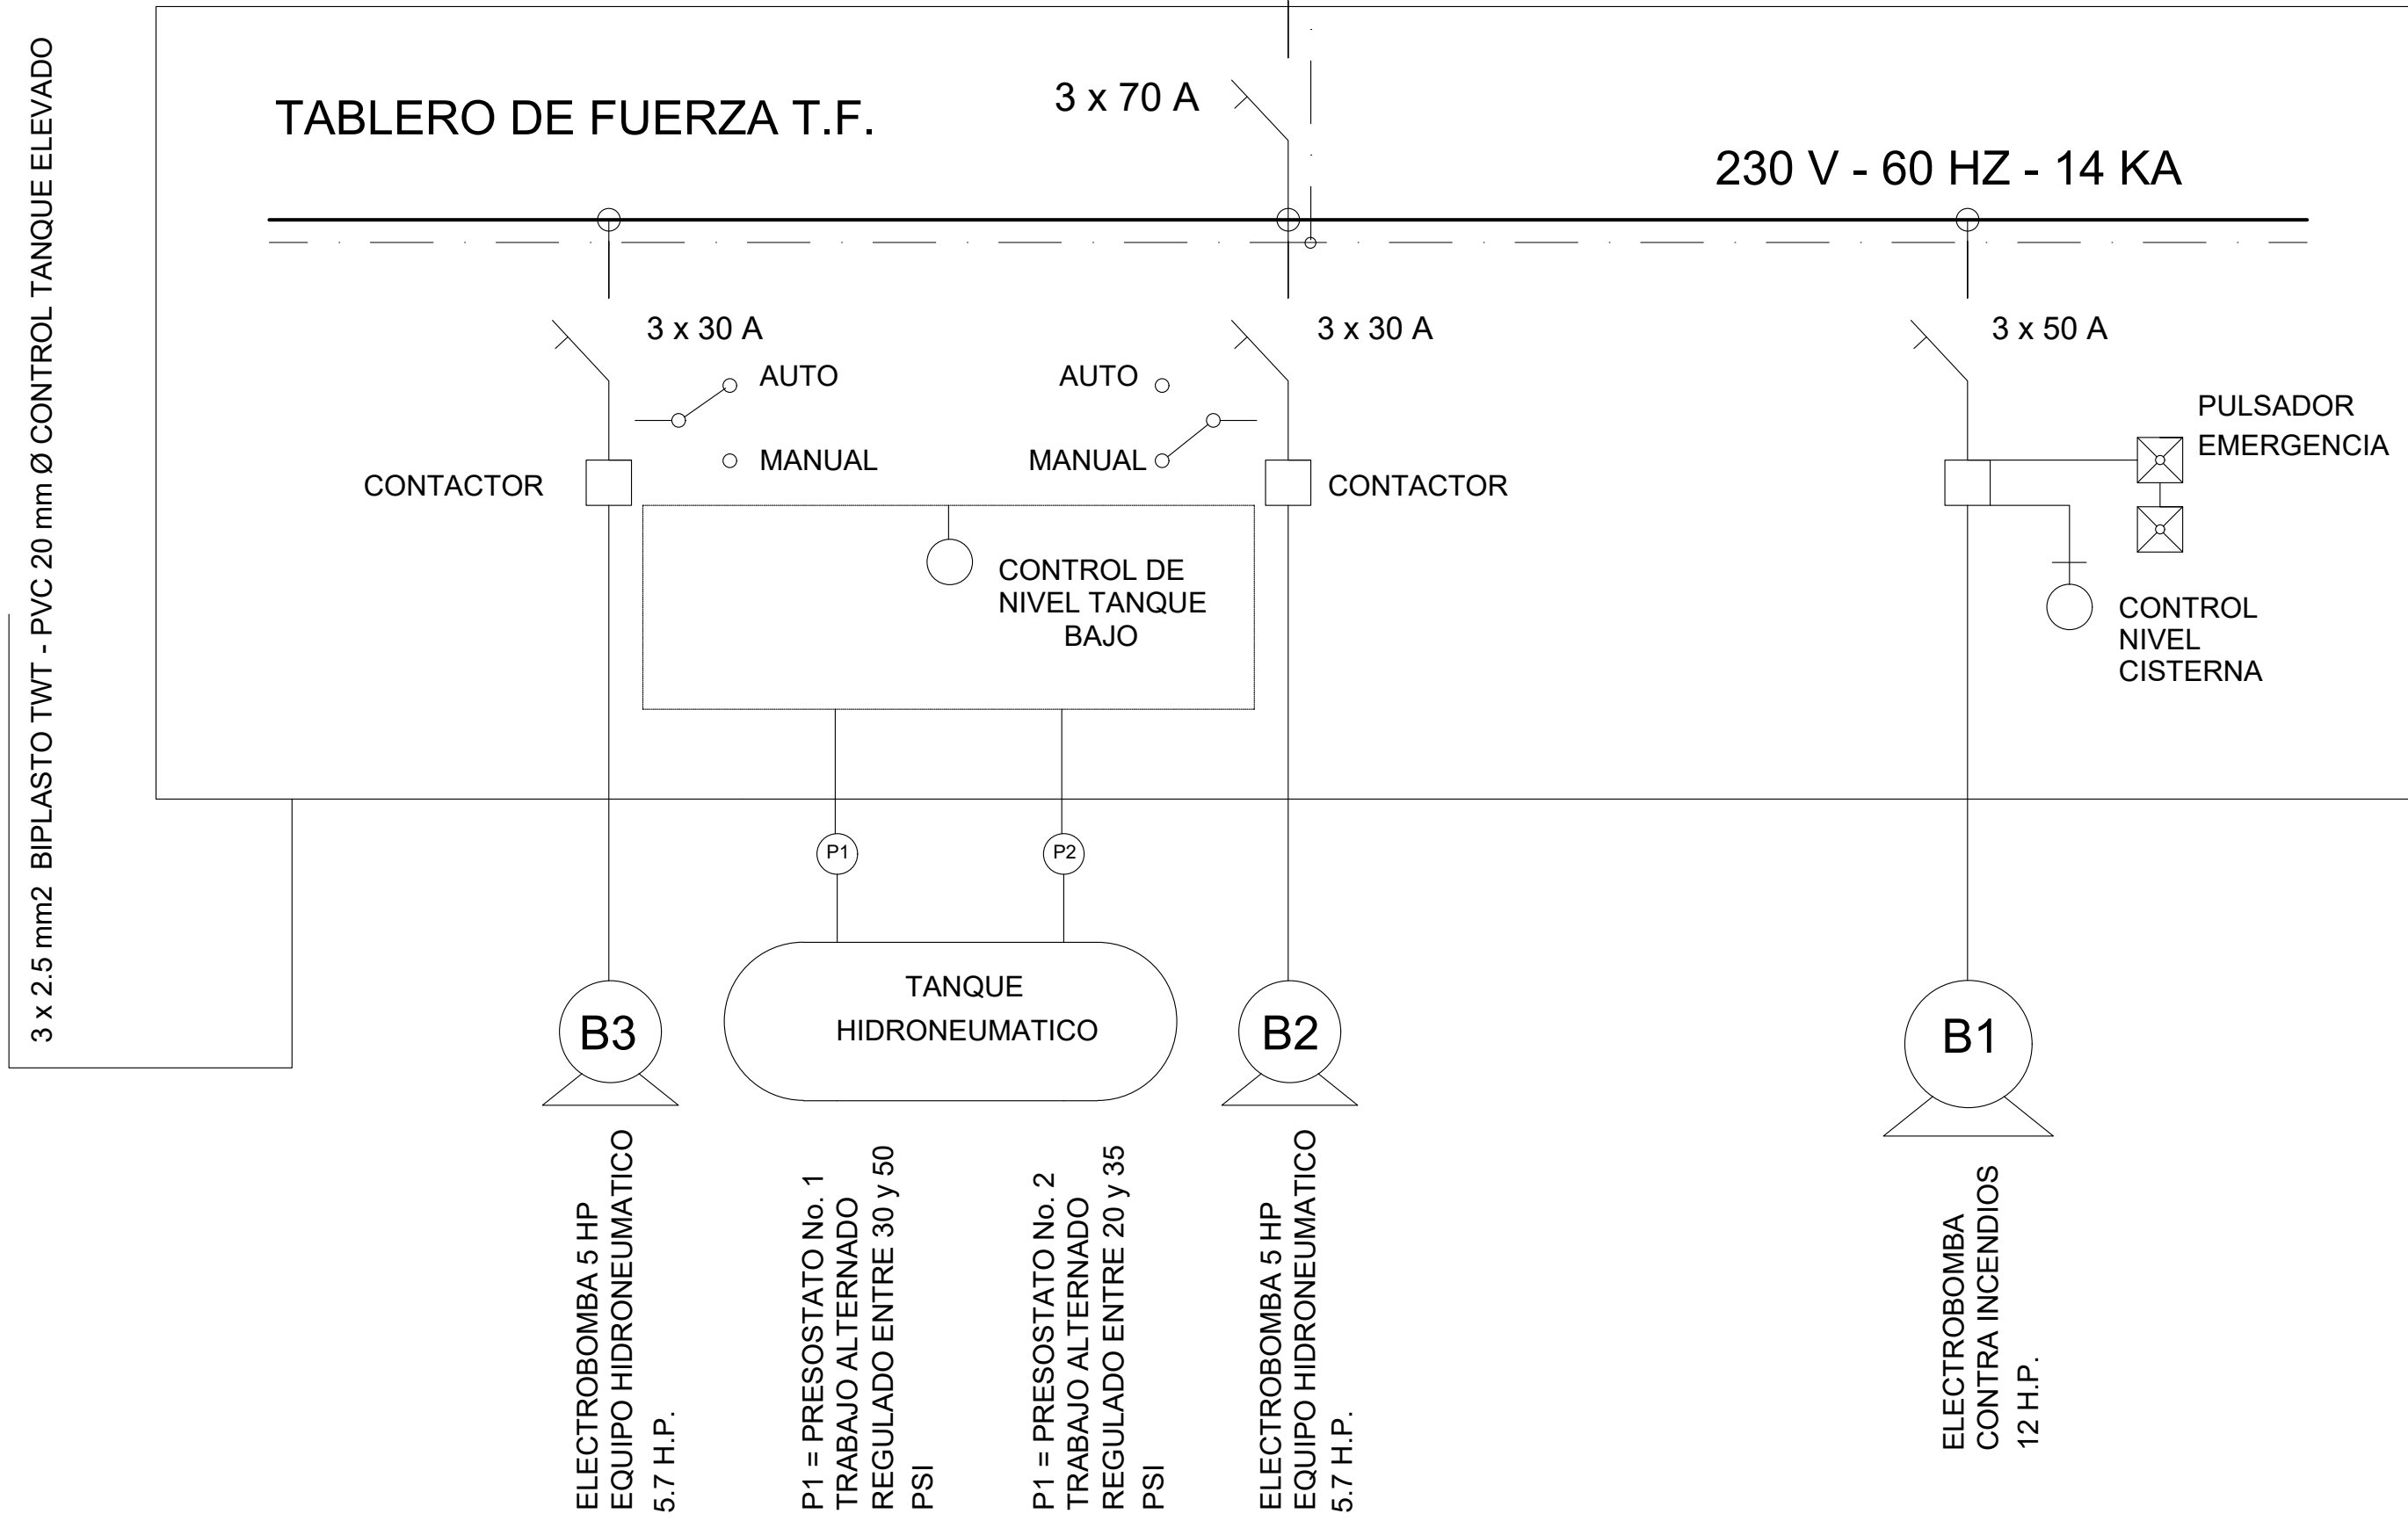 3 x 2.5 mm2 BIPLASTO TWT - PVC 20 mm Ø CONTROL TANQUE ELEVADO
TABLERO DE FUERZA T.F.
3 x 70 A
230 V - 60 HZ - 14 KA
3 x 30 A
3 x 30 A
3 x 50 A
AUTO
AUTO
MANUAL
MANUAL
CONTACTOR
CONTACTOR
PULSADOR
EMERGENCIA
CONTROL DE
NIVEL TANQUE
BAJO
CONTROL
NIVEL
CISTERNA
P1
P2
TANQUE
HIDRONEUMATICO
B3
B2
B1
ELECTROBOMBA 5 HP
EQUIPO HIDRONEUMATICO
5.7 H.P.
P1 = PRESOSTATO No. 1
TRABAJO ALTERNADO
REGULADO ENTRE 30 y 50
PSI
P1 = PRESOSTATO No. 2
TRABAJO ALTERNADO
REGULADO ENTRE 20 y 35
PSI
ELECTROBOMBA 5 HP
EQUIPO HIDRONEUMATICO
5.7 H.P.
ELECTROBOMBA
CONTRA INCENDIOS
12 H.P.